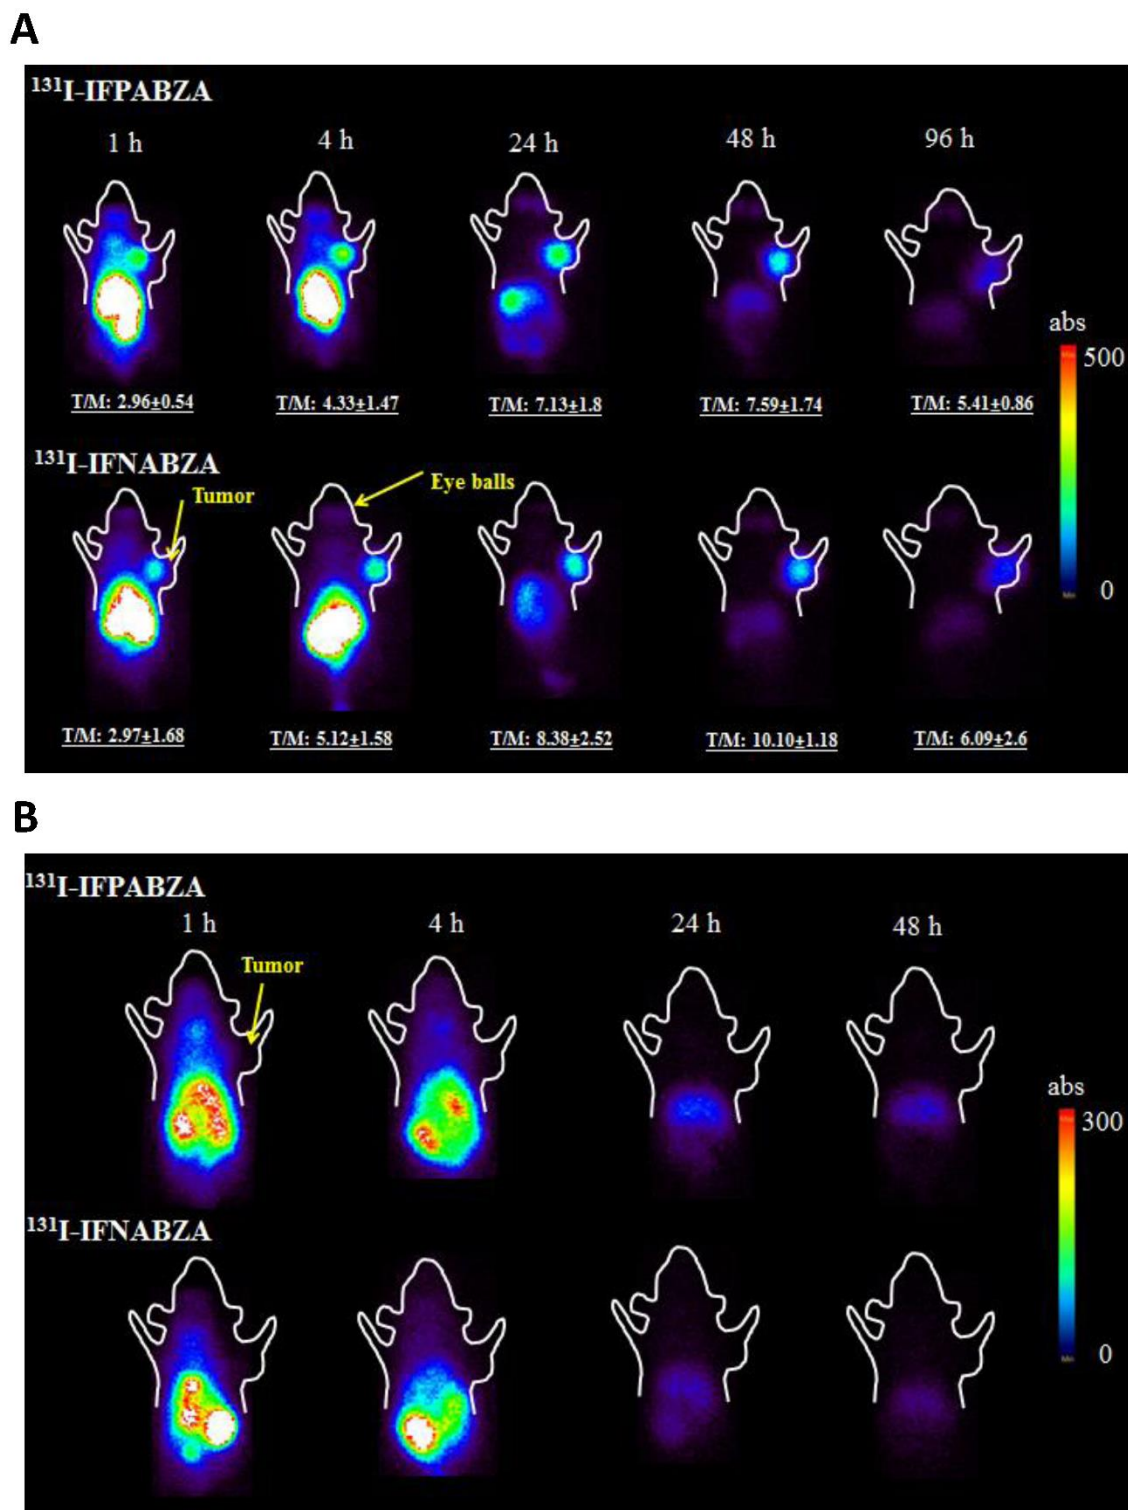 A
¹³¹I-IFPABZA
1 h 4 h 24 h 48 h 96 h
abs
500
T/M: 2.96±0.54 T/M: 4.33±1.47 T/M: 7.13±1.8 T/M: 7.59±1.74 T/M: 5.41±0.86
¹³¹I-IFNABZA
Tumor
Eye balls
0
T/M: 2.97±1.68 T/M: 5.12±1.58 T/M: 8.38±2.52 T/M: 10.10±1.18 T/M: 6.09±2.6
B
¹³¹I-IFPABZA
1 h 4 h 24 h 48 h
Tumor
abs
300
¹³¹I-IFNABZA
0